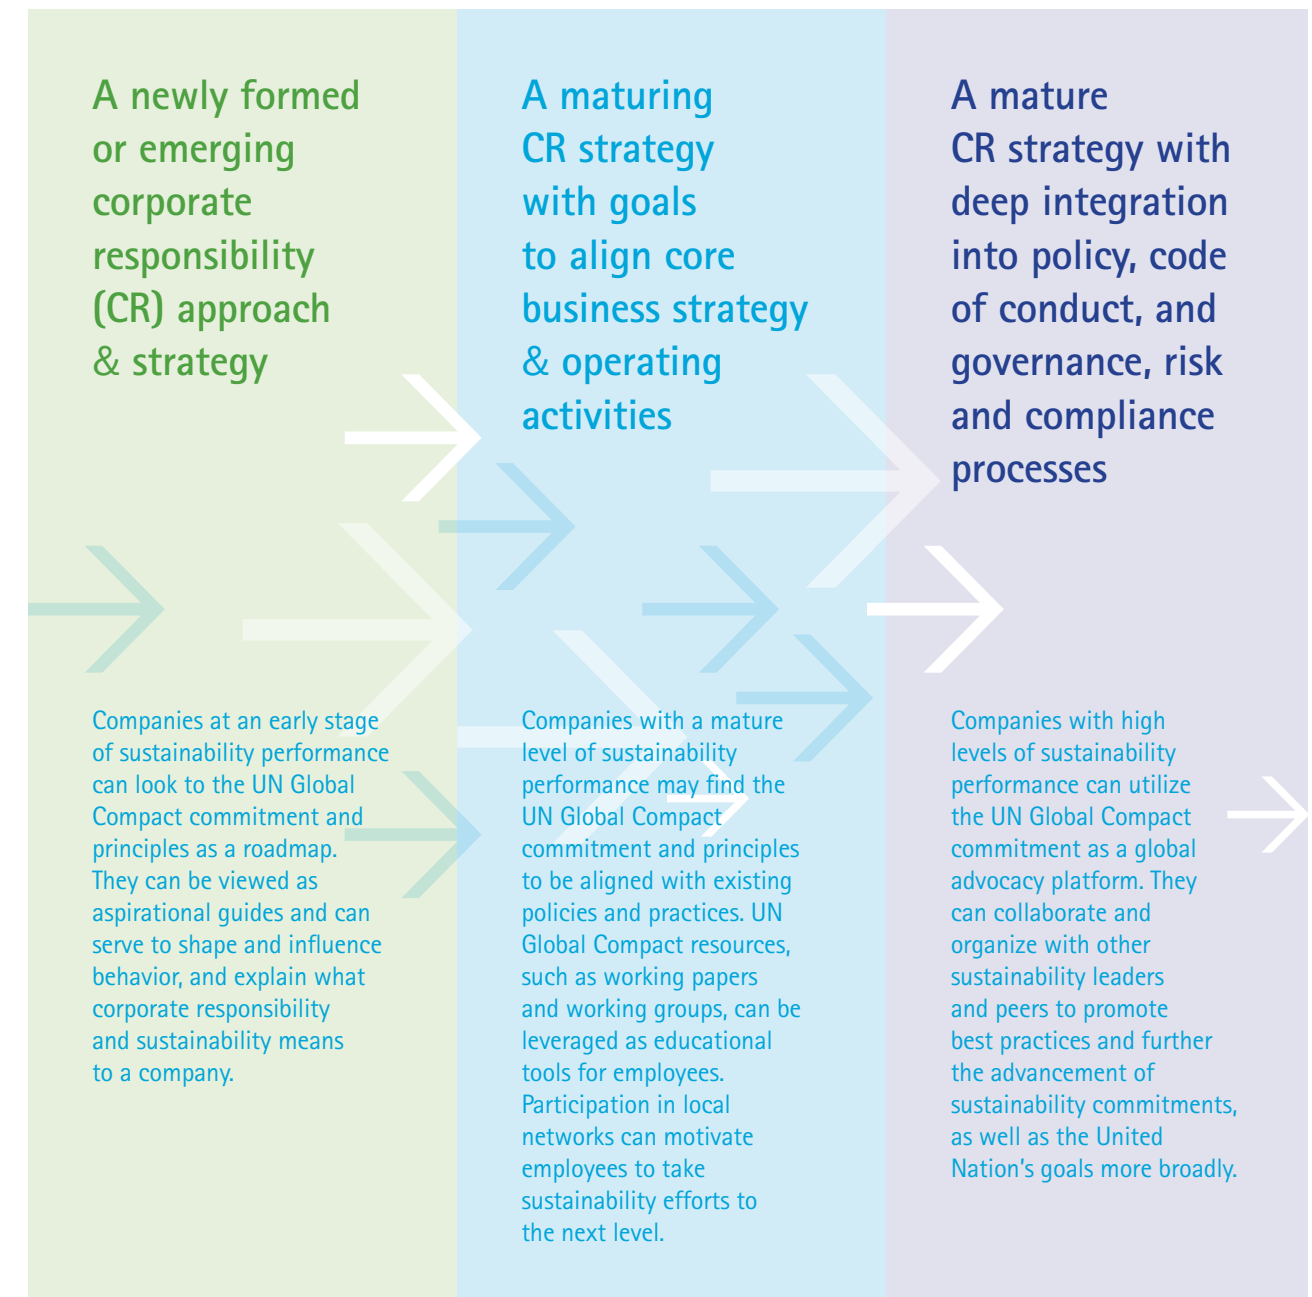 A newly formed
or emerging
corporate
responsibility
(CR) approach
& strategy
Companies at an early stage
of sustainability performance
can look to the UN Global
Compact commitment and
principles as a roadmap.
They can be viewed as
aspirational guides and can
serve to shape and influence
behavior, and explain what
corporate responsibility
and sustainability means
to a company.
A maturing
CR strategy
with goals
to align core
business strategy
& operating
activities
Companies with a mature
level of sustainability
performance may find the
UN Global Compact
commitment and principles
to be aligned with existing
policies and practices. UN
Global Compact resources,
such as working papers
and working groups, can be
leveraged as educational
tools for employees.
Participation in local
networks can motivate
employees to take
sustainability efforts to
the next level.
A mature
CR strategy with
deep integration
into policy, code
of conduct, and
governance, risk
and compliance
processes
Companies with high
levels of sustainability
performance can utilize
the UN Global Compact
commitment as a global
advocacy platform. They
can collaborate and
organize with other
sustainability leaders
and peers to promote
best practices and further
the advancement of
sustainability commitments,
as well as the United
Nation's goals more broadly.